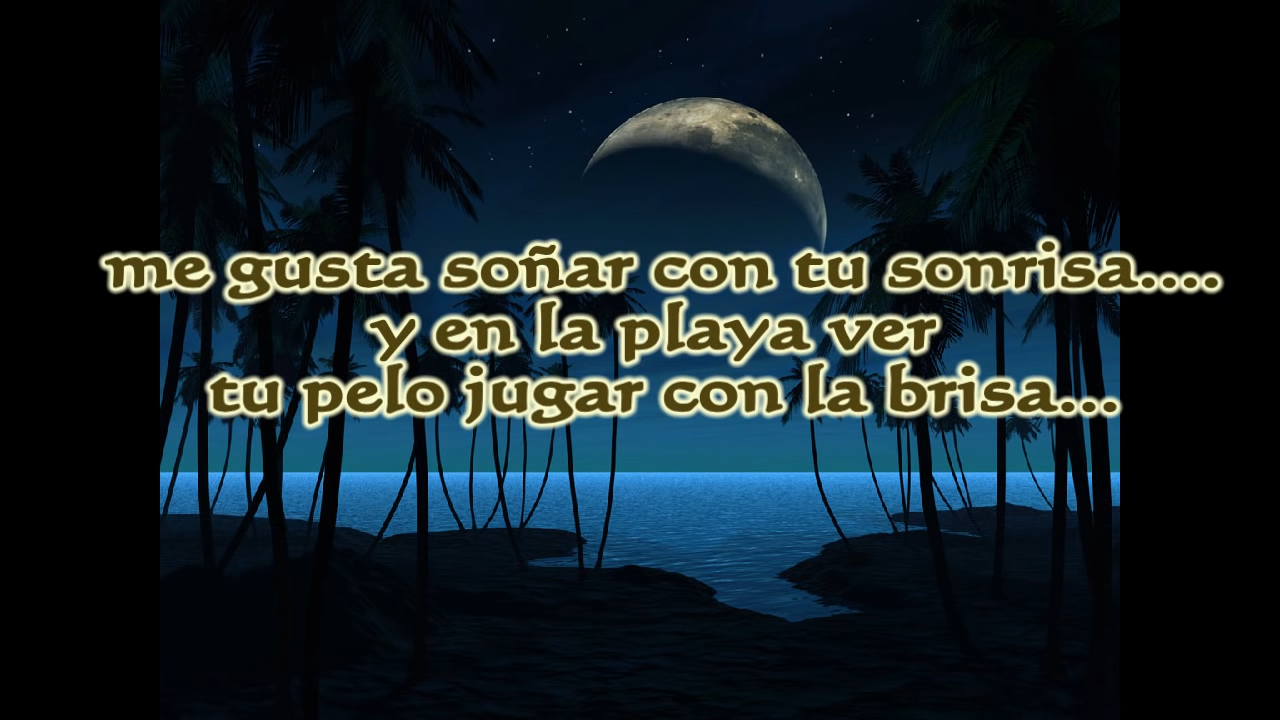 me gusta soñar con tu sonrisa....
y en la playa ver
tu pelo jugar con la brisa...